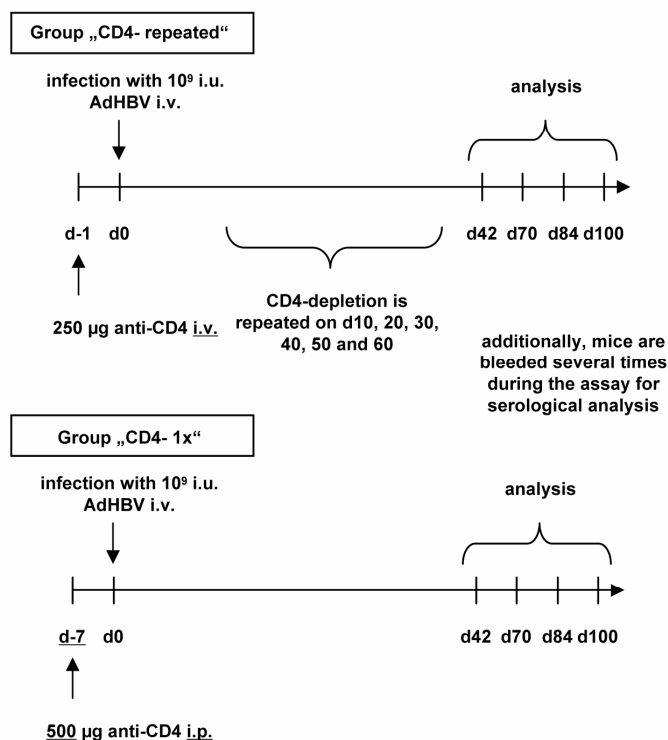 Group „CD4- repeated“
infection with 10⁹ i.u.
AdHBV i.v.
analysis
d-1 d0 d42 d70 d84 d100
250 µg anti-CD4 i.v.
CD4-depletion is
repeated on d10, 20, 30,
40, 50 and 60
additionally, mice are
bleeded several times
during the assay for
serological analysis
Group „CD4- 1x“
infection with 10⁹ i.u.
AdHBV i.v.
analysis
d-7 d0 d42 d70 d84 d100
500 µg anti-CD4 i.p.